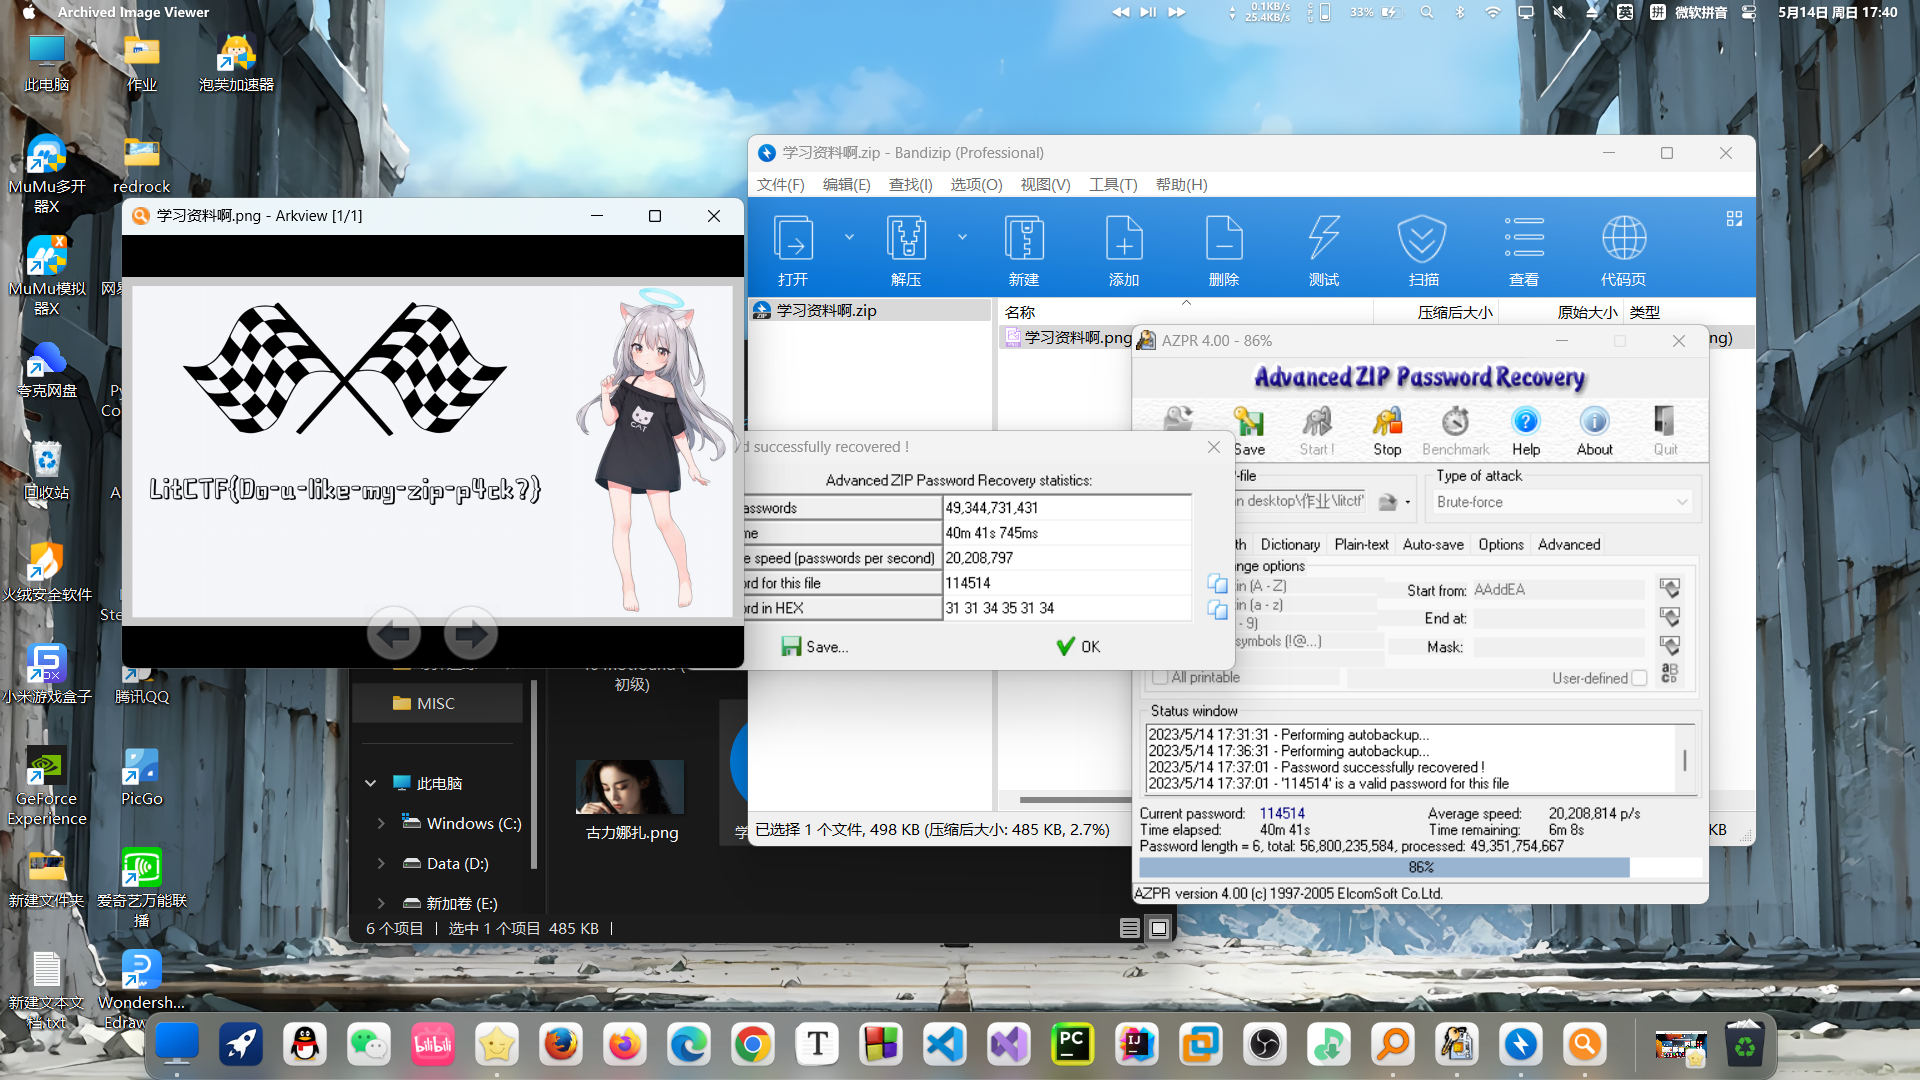 Archived Image Viewer
0.1KB/s
25.4KB/s
33%
英
拼
微软拼音
5月14日 周日 17:40
此电脑
作业
泡芙加速器
MuMu多开
器X
redrock
MuMu模拟
器X
夸克网盘
回收站
火绒安全软件
小米游戏盒子
腾讯QQ
GeForce
Experience
PicGo
新建文件夹
爱奇艺万能联
播
新建文本文
档.txt
Wondersh...
Edraw
学习资料啊.png - Arkview [1/1]
LitCTF{Do-u-like-my-zip-p4ck?}
CAT
学习资料啊.zip - Bandizip (Professional)
文件(F) 编辑(E) 查找(I) 选项(O) 视图(V) 工具(T) 帮助(H)
打开 解压 新建 添加 删除 测试 扫描 查看 代码页
学习资料啊.zip
名称 压缩后大小 原始大小 类型
学习资料啊.png
ng)
已选择 1 个文件, 498 KB (压缩后大小: 485 KB, 2.7%)
KB
d successfully recovered !
Advanced ZIP Password Recovery statistics:
asswords 49,344,731,431
me 40m 41s 745ms
e speed (passwords per second) 20,208,797
ord for this file 114514
ord in HEX 31 31 34 35 31 34
Save...
OK
AZPR 4.00 - 86%
Advanced ZIP Password Recovery
Save Start ! Stop Benchmark Help About Quit
-file
n desktop\作业\litctf'
Type of attack
Brute-force
th Dictionary Plain-text Auto-save Options Advanced
nge options
in (A - Z)
in (a - z)
- 9)
symbols (!@...)
All printable
Start from: AAddEA
End at:
Mask:
User-defined
Status window
2023/5/14 17:31:31 - Performing autobackup...
2023/5/14 17:36:31 - Performing autobackup...
2023/5/14 17:37:01 - Password successfully recovered !
2023/5/14 17:37:01 - '114514' is a valid password for this file
Current password: 114514
Average speed: 20,208,814 p/s
Time elapsed: 40m 41s
Time remaining: 6m 8s
Password length = 6, total: 56,800,235,584, processed: 49,351,754,667
86%
AZPR version 4.00 (c) 1997-2005 ElcomSoft Co.Ltd.
初级)
MISC
此电脑
Windows (C:)
Data (D:)
新加卷 (E:)
古力娜扎.png
6 个项目 选中 1 个项目 485 KB
bilibili
T
PC
IJ